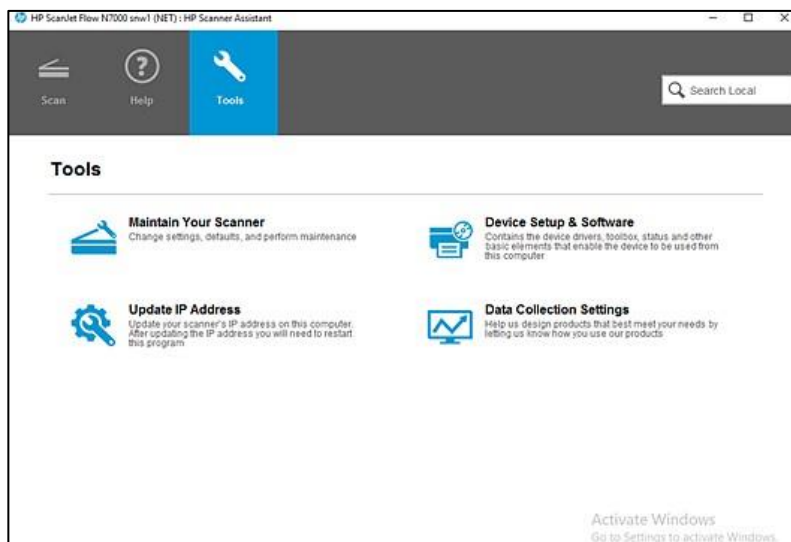 HP ScanJet Flow N7000 snw1 (NET) : HP Scanner Assistant
Scan
Help
Tools
Search Local
Tools
Maintain Your Scanner
Change settings, defaults, and perform maintenance
Device Setup & Software
Contains the device drivers, toolbox, status and other
basic elements that enable the device to be used from
this computer
Update IP Address
Update your scanner's IP address on this computer.
After updating the IP address you will need to restart
this program
Data Collection Settings
Help us design products that best meet your needs by
letting us know how you use our products
Activate Windows
Go to Settings to activate Windows.